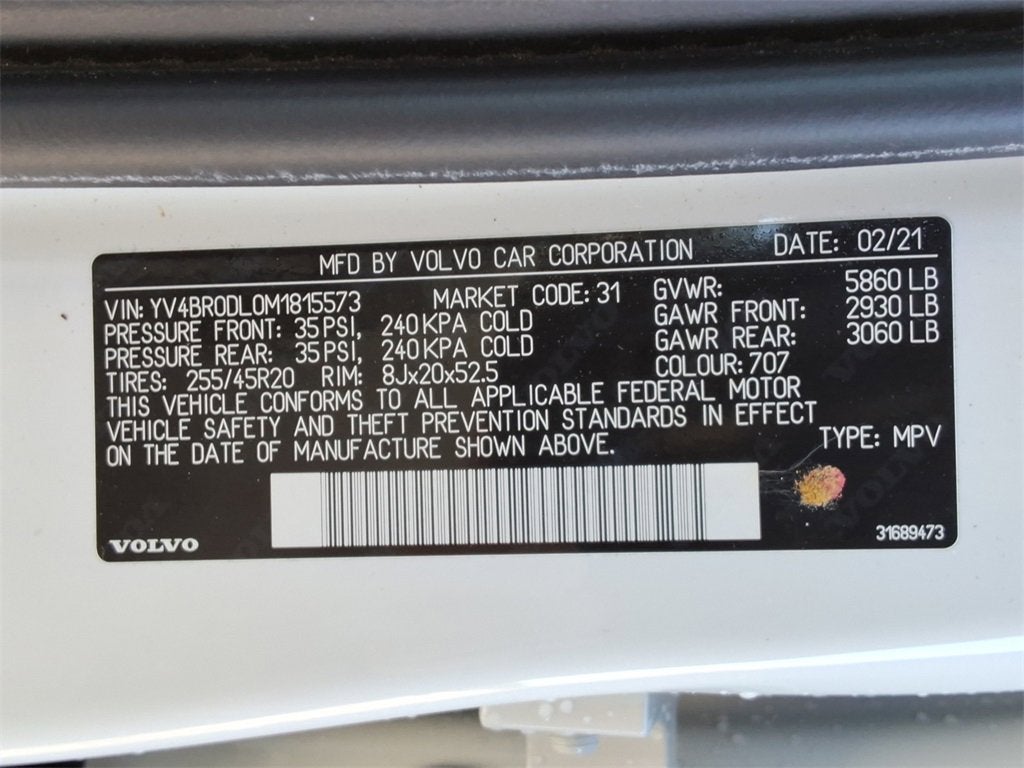 MFD BY VOLVO CAR CORPORATION DATE: 02/21
VIN: YV4BR0DL0M1815573 MARKET CODE: 31 GVWR: 5860 LB
PRESSURE FRONT: 35 PSI, 240 KPA COLD GAWR FRONT: 2930 LB
PRESSURE REAR: 35 PSI, 240 KPA COLD GAWR REAR: 3060 LB
TIRES: 255/45R20 RIM: 8Jx20x52.5 COLOUR: 707
THIS VEHICLE CONFORMS TO ALL APPLICABLE FEDERAL MOTOR
VEHICLE SAFETY AND THEFT PREVENTION STANDARDS IN EFFECT
ON THE DATE OF MANUFACTURE SHOWN ABOVE. TYPE: MPV
VOLVO 31689473